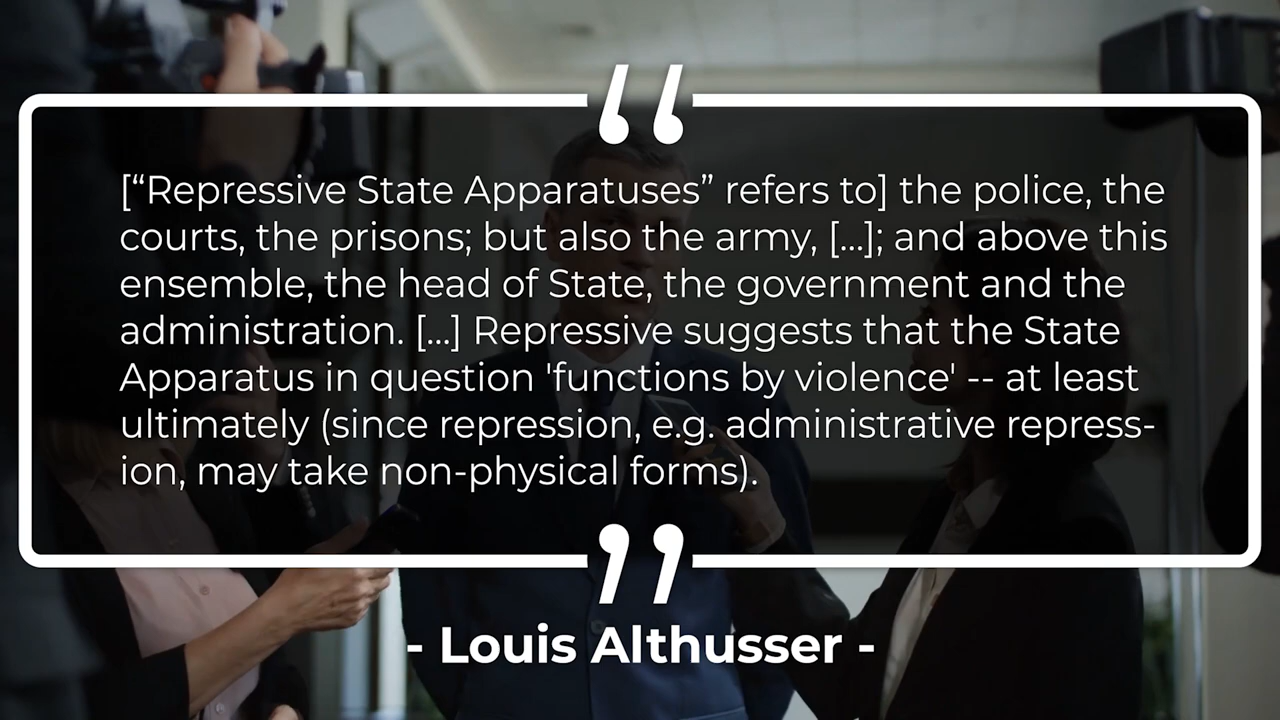 “
[“Repressive State Apparatuses” refers to] the police, the
courts, the prisons; but also the army, [...]; and above this
ensemble, the head of State, the government and the
administration. [...] Repressive suggests that the State
Apparatus in question 'functions by violence' -- at least
ultimately (since repression, e.g. administrative repress-
ion, may take non-physical forms).
”
- Louis Althusser -